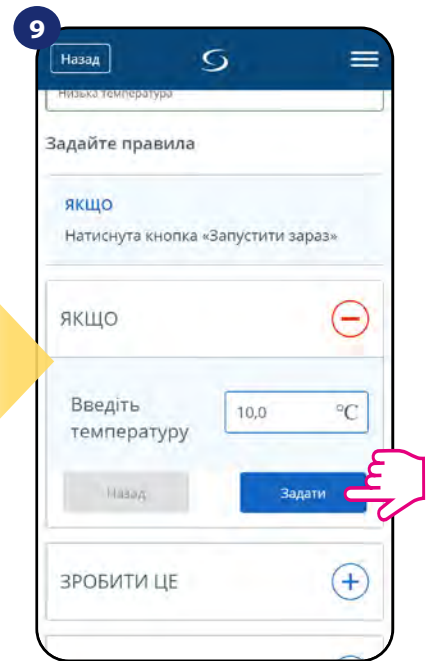 9
Назад
Низька температура
Задайте правила
ЯКЩО
Натиснута кнопка «Запустити зараз»
ЯКЩО
Введіть
температуру
10,0 °C
Назад
Задати
ЗРОБИТИ ЦЕ